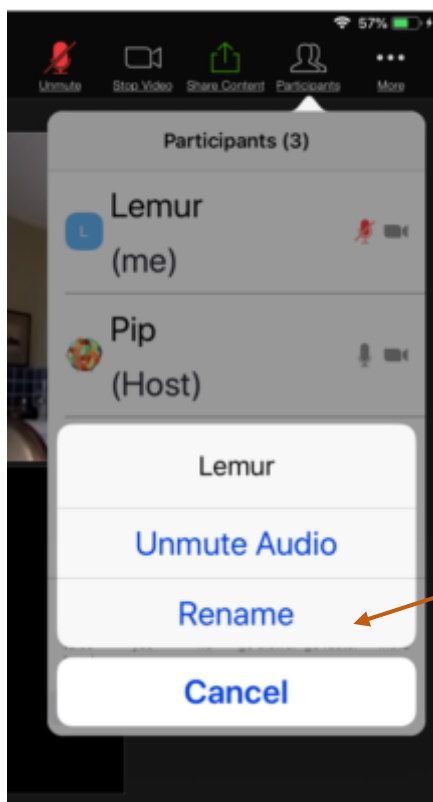 57%
Unmute Stop Video Share Content Participants More
Participants (3)
L
Lemur
(me)
Pip
(Host)
Lemur
Unmute Audio
Rename
Cancel